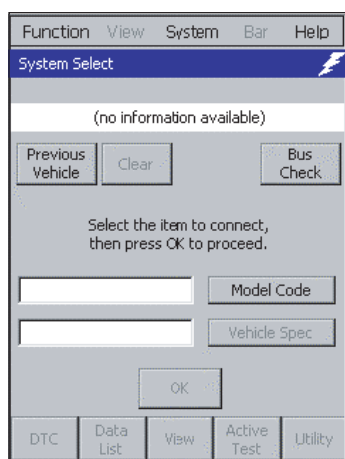 Function View System Bar Help
System Select
(no information available)
Previous Vehicle Clear Bus Check
Select the item to connect,
then press OK to proceed.
Model Code
Vehicle Spec
OK
DTC Data List View Active Test Utility